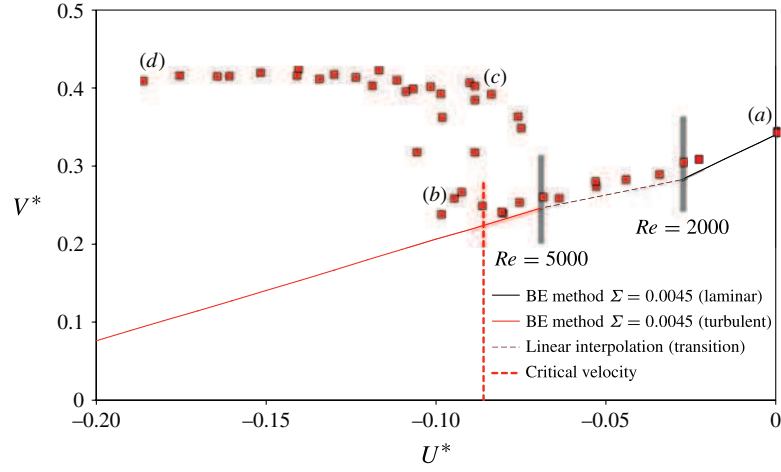 0.5
(d)
(c)
0.4
(a)
0.3
V*
(b)
0.2
Re = 2000
Re = 5000
BE method Σ = 0.0045 (laminar)
0.1
BE method Σ = 0.0045 (turbulent)
Linear interpolation (transition)
Critical velocity
0
–0.20
–0.15
–0.10
–0.05
0
U*